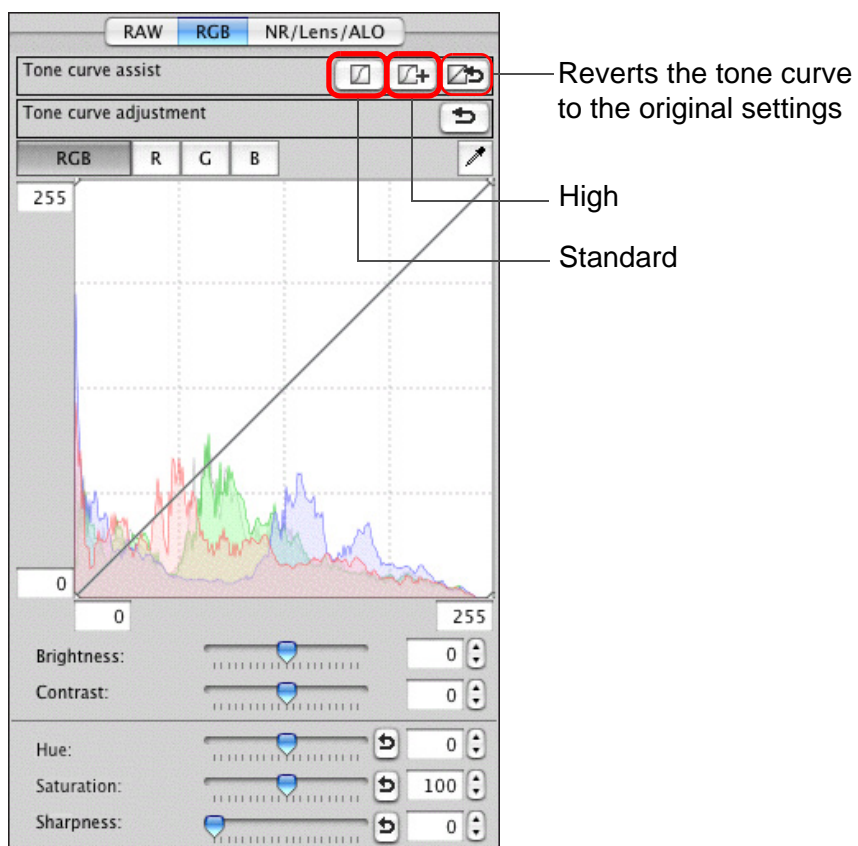 RAW RGB NR/Lens/ALO
Tone curve assist
Reverts the tone curve
to the original settings
Tone curve adjustment
RGB R G B
255
High
Standard
0
0 255
Brightness: 0
Contrast: 0
Hue: 0
Saturation: 100
Sharpness: 0